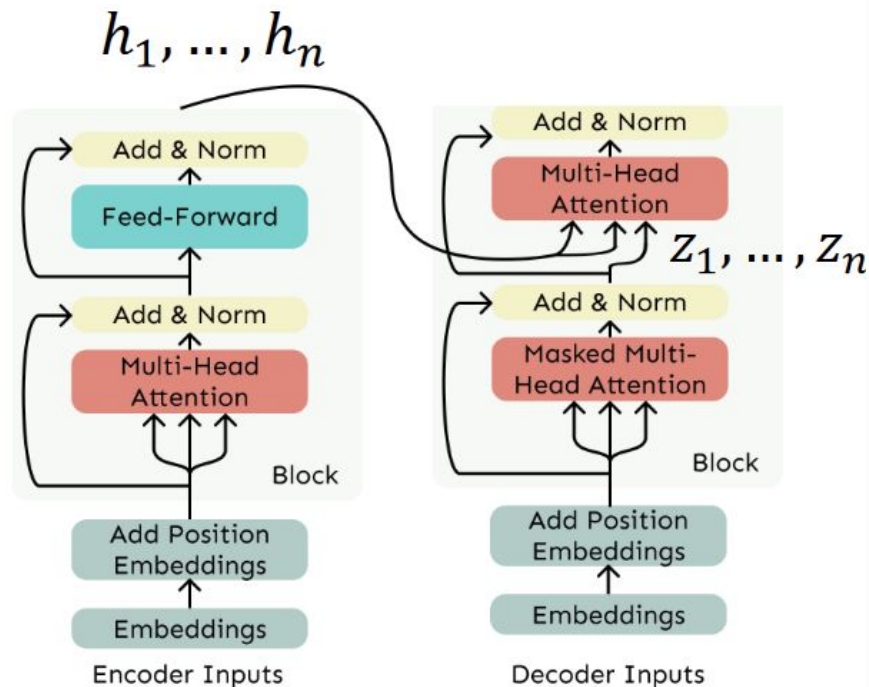 h₁, ..., hₙ
Add & Norm
Feed-Forward
Add & Norm
Multi-Head
Attention
Block
Add Position
Embeddings
Embeddings
Encoder Inputs
Add & Norm
Multi-Head
Attention
z₁, ..., zₙ
Add & Norm
Masked Multi-
Head Attention
Block
Add Position
Embeddings
Embeddings
Decoder Inputs